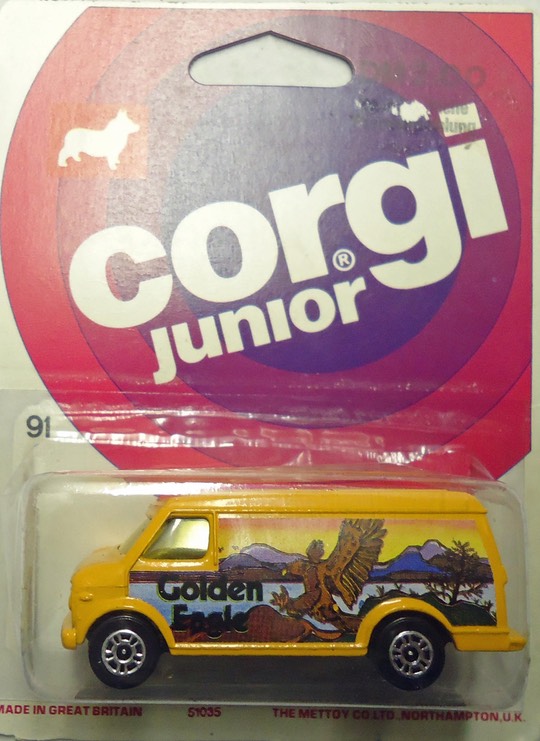 corgi®
junior
91
Golden
Eagle
MADE IN GREAT BRITAIN 51035 THE METTOY CO LTD., NORTHAMPTON, U.K.